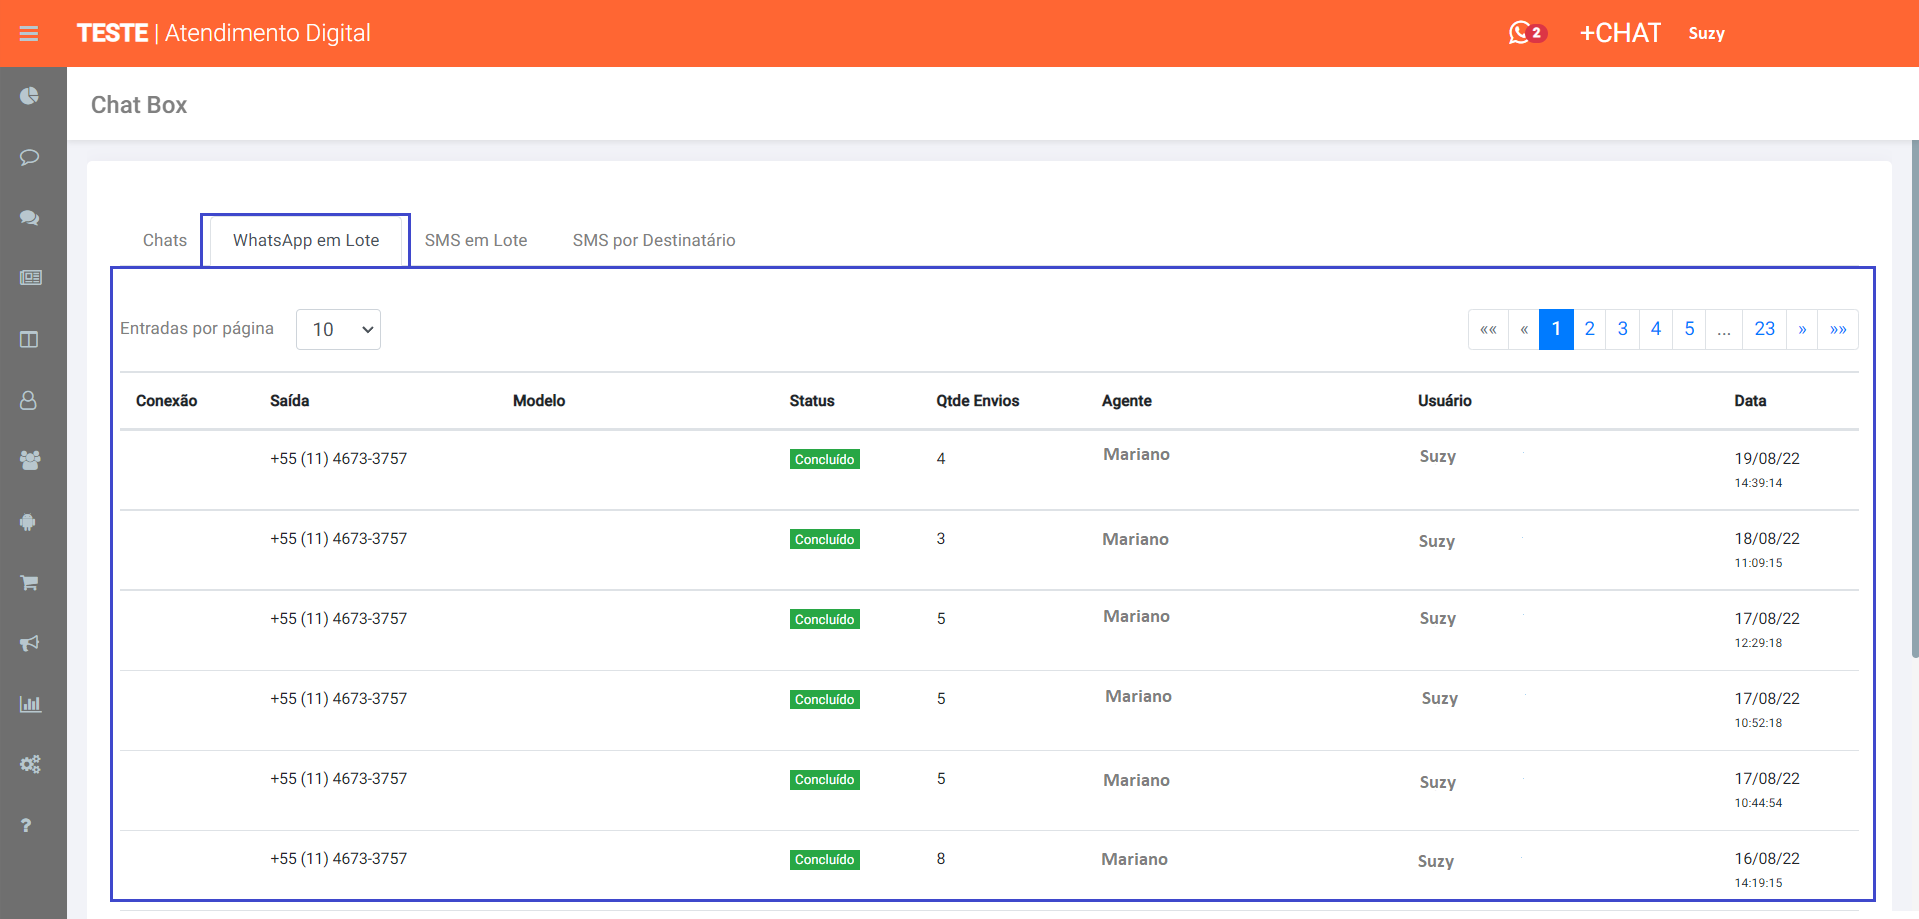 TESTE | Atendimento Digital
2
+CHAT
Suzy
Chat Box
Chats
WhatsApp em Lote
SMS em Lote
SMS por Destinatário
Entradas por página
10
«« « 1 2 3 4 5 ... 23 » »»
Conexão Saída Modelo Status Qtde Envios Agente Usuário Data
+55 (11) 4673-3757 Concluído 4 Mariano Suzy 19/08/22
14:39:14
+55 (11) 4673-3757 Concluído 3 Mariano Suzy 18/08/22
11:09:15
+55 (11) 4673-3757 Concluído 5 Mariano Suzy 17/08/22
12:29:18
+55 (11) 4673-3757 Concluído 5 Mariano Suzy 17/08/22
10:52:18
+55 (11) 4673-3757 Concluído 5 Mariano Suzy 17/08/22
10:44:54
+55 (11) 4673-3757 Concluído 8 Mariano Suzy 16/08/22
14:19:15
?